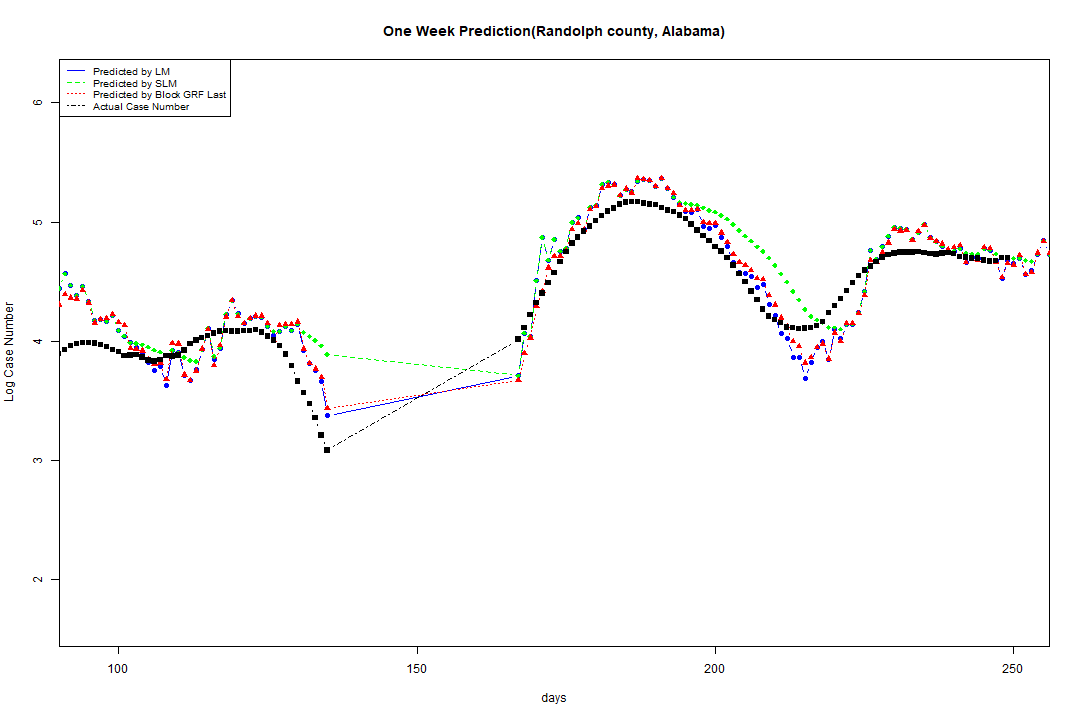 One Week Prediction(Randolph county, Alabama)
Predicted by LM
Predicted by SLM
Predicted by Block GRF Last
Actual Case Number
6
5
4
3
2
Log Case Number
100
150
200
250
days